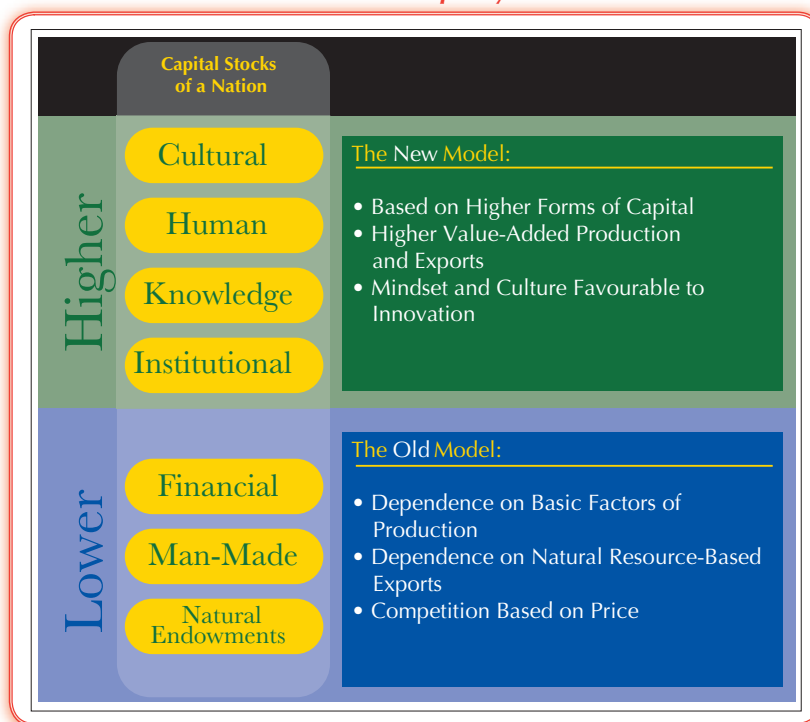 Capital Stocks
of a Nation
Higher
Cultural
Human
Knowledge
Institutional
The New Model:
• Based on Higher Forms of Capital
• Higher Value-Added Production
and Exports
• Mindset and Culture Favourable to
Innovation
Lower
Financial
Man-Made
Natural
Endowments
The Old Model:
• Dependence on Basic Factors of
Production
• Dependence on Natural Resource-Based
Exports
• Competition Based on Price